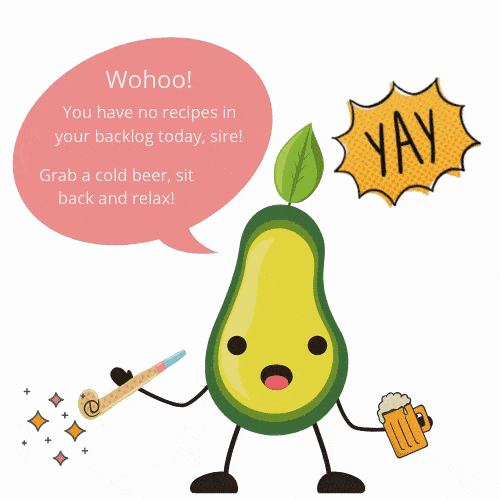 Wohoo!
You have no recipes in
your backlog today, sire!
Grab a cold beer, sit
back and relax!
YAY